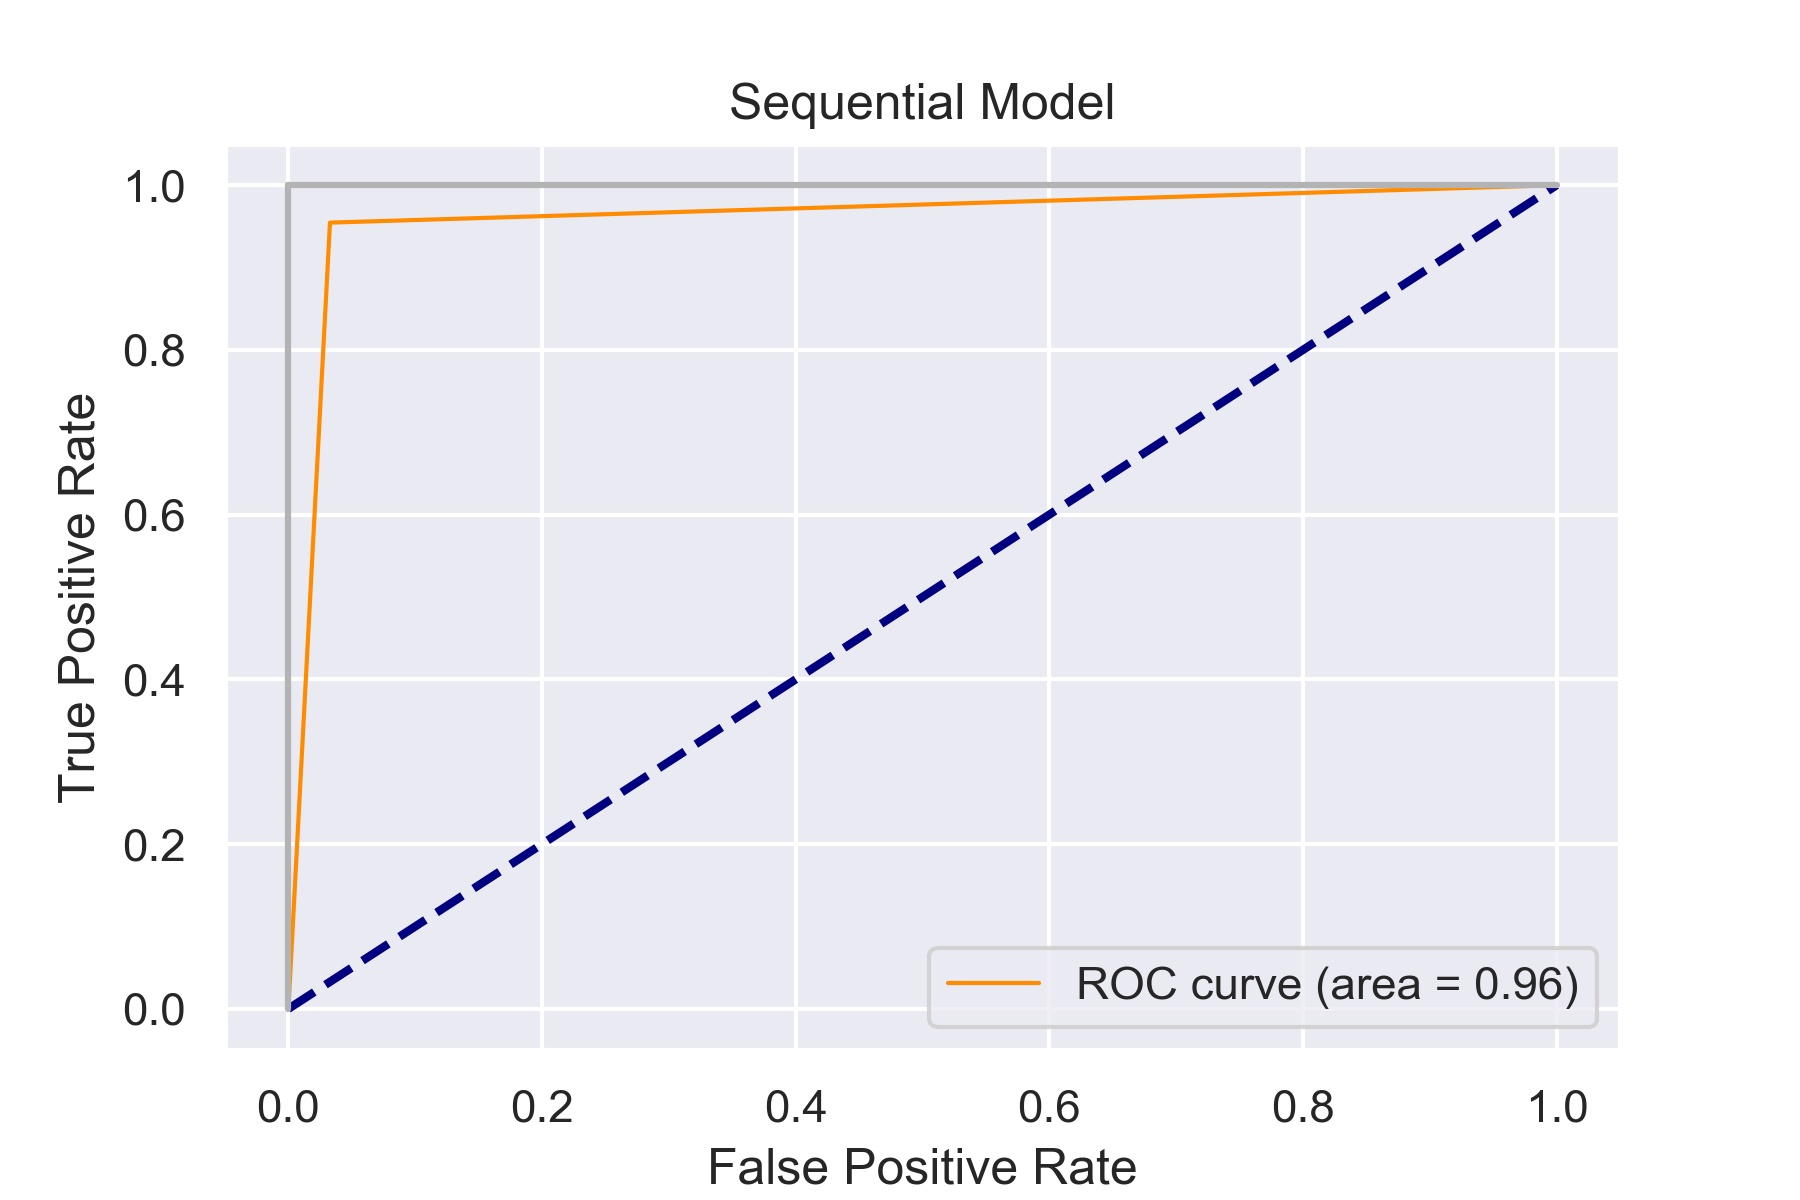 Sequential Model
True Positive Rate
1.0
0.8
0.6
0.4
0.2
0.0
ROC curve (area = 0.96)
0.0 0.2 0.4 0.6 0.8 1.0
False Positive Rate